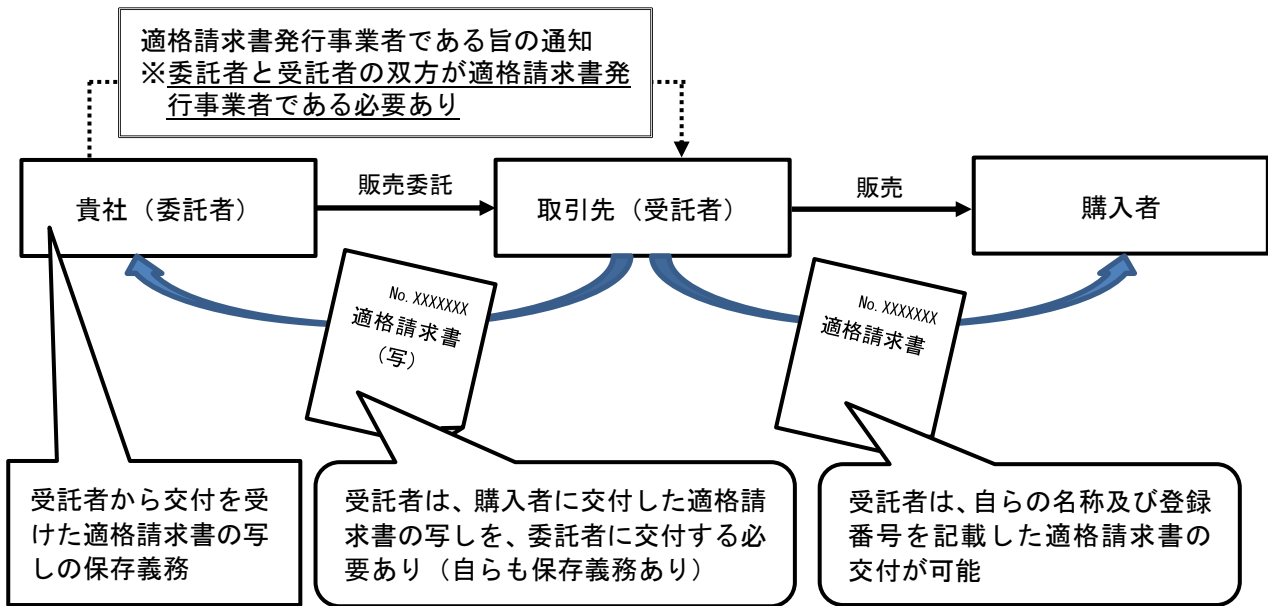 適格請求書発行事業者である旨の通知
※委託者と受託者の双方が適格請求書発
行事業者である必要あり
貴社（委託者）
販売委託
取引先（受託者）
販売
購入者
No. XXXXXXX
適格請求書
（写）
No. XXXXXXX
適格請求書
受託者から交付を受
けた適格請求書の写
しの保存義務
受託者は、購入者に交付した適格請
求書の写しを、委託者に交付する必
要あり（自らも保存義務あり）
受託者は、自らの名称及び登録
番号を記載した適格請求書の
交付が可能